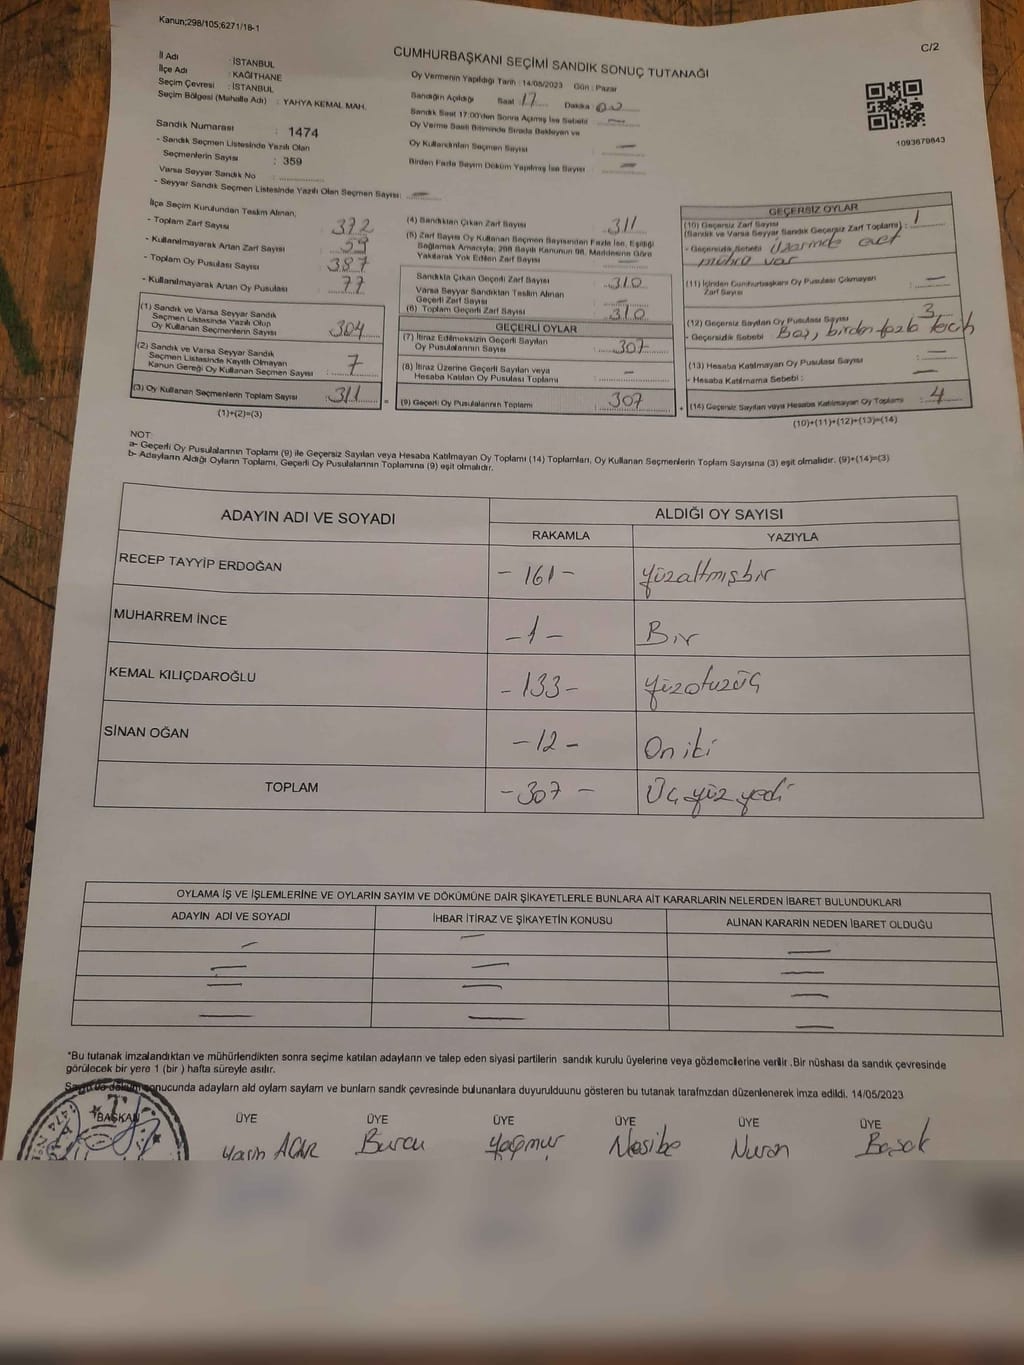 Kanun;298/105;6271/18-1
C/2
CUMHURBAŞKANI SEÇİMİ SANDIK SONUÇ TUTANAĞI
İl Adı : İSTANBUL
İlçe Adı : KAĞITHANE
Seçim Çevresi : İSTANBUL
Seçim Bölgesi (Mahalle Adı) : YAHYA KEMAL MAH.
Oy Vermenin Yapıldığı Tarih : 14/05/2023 Gün : Pazar
Sandığın Açıldığı Saat 17 Dakika 00
Sandık Saat 17:00'den Sonra Açılmış İse Sebebi —
Oy Verme Saati Bitiminde Sırada Bekleyen ve
Oy Kullandırılan Seçmen Sayısı —
Birden Fazla Sayım Döküm Yapılmış İse Sayısı —
1093679843
Sandık Numarası : 1474
- Sandık Seçmen Listesinde Yazılı Olan
Seçmenlerin Sayısı : 359
Varsa Seyyar Sandık No :
- Seyyar Sandık Seçmen Listesinde Yazılı Olan Seçmen Sayısı: —
İlçe Seçim Kurulundan Teslim Alınan;
- Toplam Zarf Sayısı : 372
- Kullanılmayarak Artan Zarf Sayısı : 59
- Toplam Oy Pusulası Sayısı : 387
- Kullanılmayarak Artan Oy Pusulası : 77
(1) Sandık ve Varsa Seyyar Sandık
Seçmen Listesinde Yazılı Olup
Oy Kullanan Seçmenlerin Sayısı : 304
(2) Sandık ve Varsa Seyyar Sandık
Seçmen Listesinde Kayıtlı Olmayan
Kanun Gereği Oy Kullanan Seçmen Sayısı : 7
(3) Oy Kullanan Seçmenlerin Toplam Sayısı : 311
(1)+(2)=(3)
(4) Sandıktan Çıkan Zarf Sayısı : 311
(5) Zarf Sayısı Oy Kullanan Seçmen Sayısından Fazla İse, Eşitliği
Sağlamak Amacıyla; 298 Sayılı Kanunun 98. Maddesine Göre
Yakılarak Yok Edilen Zarf Sayısı : —
Sandıkta Çıkan Geçerli Zarf Sayısı : 310
Varsa Seyyar Sandıktan Teslim Alınan
Geçerli Zarf Sayısı : —
(6) Toplam Geçerli Zarf Sayısı : 310
GEÇERLİ OYLAR
(7) İtiraz Edilmeksizin Geçerli Sayılan
Oy Pusulalarının Sayısı : 307
(8) İtiraz Üzerine Geçerli Sayılan veya
Hesaba Katılan Oy Pusulası Toplamı : —
(9) Geçerli Oy Pusulalarının Toplamı : 307
GEÇERSİZ OYLAR
(10) Geçersiz Zarf Sayısı
(Sandık ve Varsa Seyyar Sandık Geçersiz Zarf Toplamı) : 1
- Geçersizlik Sebebi : üzerinde evet
mührü var
(11) İçinden Cumhurbaşkanı Oy Pusulası Çıkmayan
Zarf Sayısı : —
(12) Geçersiz Sayılan Oy Pusulası Sayısı : 3
- Geçersizlik Sebebi : Boş, birden fazla tercih
(13) Hesaba Katılmayan Oy Pusulası Sayısı : —
- Hesaba Katılmama Sebebi : —
(14) Geçersiz Sayılan veya Hesaba Katılmayan Oy Toplamı : 4
(10)+(11)+(12)+(13)=(14)
NOT:
a- Geçerli Oy Pusulalarının Toplamı (9) ile Geçersiz Sayılan veya Hesaba Katılmayan Oy Toplamı (14) Toplamları, Oy Kullanan Seçmenlerin Toplam Sayısına (3) eşit olmalıdır. (9)+(14)=(3)
b- Adayların Aldığı Oyların Toplamı, Geçerli Oy Pusulalarının Toplamına (9) eşit olmalıdır.
ADAYIN ADI VE SOYADI ALDIĞI OY SAYISI
RAKAMLA YAZIYLA
RECEP TAYYİP ERDOĞAN -161- yüzaltmışbir
MUHARREM İNCE -1- Bir
KEMAL KILIÇDAROĞLU -133- yüzotuzüç
SİNAN OĞAN -12- On iki
TOPLAM -307- Üç yüz yedi
OYLAMA İŞ VE İŞLEMLERİNE VE OYLARIN SAYIM VE DÖKÜMÜNE DAİR ŞİKAYETLERLE BUNLARA AİT KARARLARIN NELERDEN İBARET BULUNDUKLARI
ADAYIN ADI VE SOYADI İHBAR İTİRAZ VE ŞİKAYETİN KONUSU ALINAN KARARIN NEDEN İBARET OLDUĞU
*Bu tutanak imzalandıktan ve mühürlendikten sonra seçime katılan adayların ve talep eden siyasi partilerin sandık kurulu üyelerine veya gözlemcilerine verilir .Bir nüshası da sandık çevresinde
görülecek bir yere 1 (bir ) hafta süreyle asılır.
Sayım ve döküm sonucunda adayların aldı oyların sayıları ve bunların sandk çevresinde bulunanlara duyurulduunu gösteren bu tutanak tarafmzdan düzenlenerek imza edildi. 14/05/2023
BAŞKAN ÜYE ÜYE ÜYE ÜYE ÜYE ÜYE
Yasin ACAR Burcu Yağmur Nesibe Nuran Başak
1474